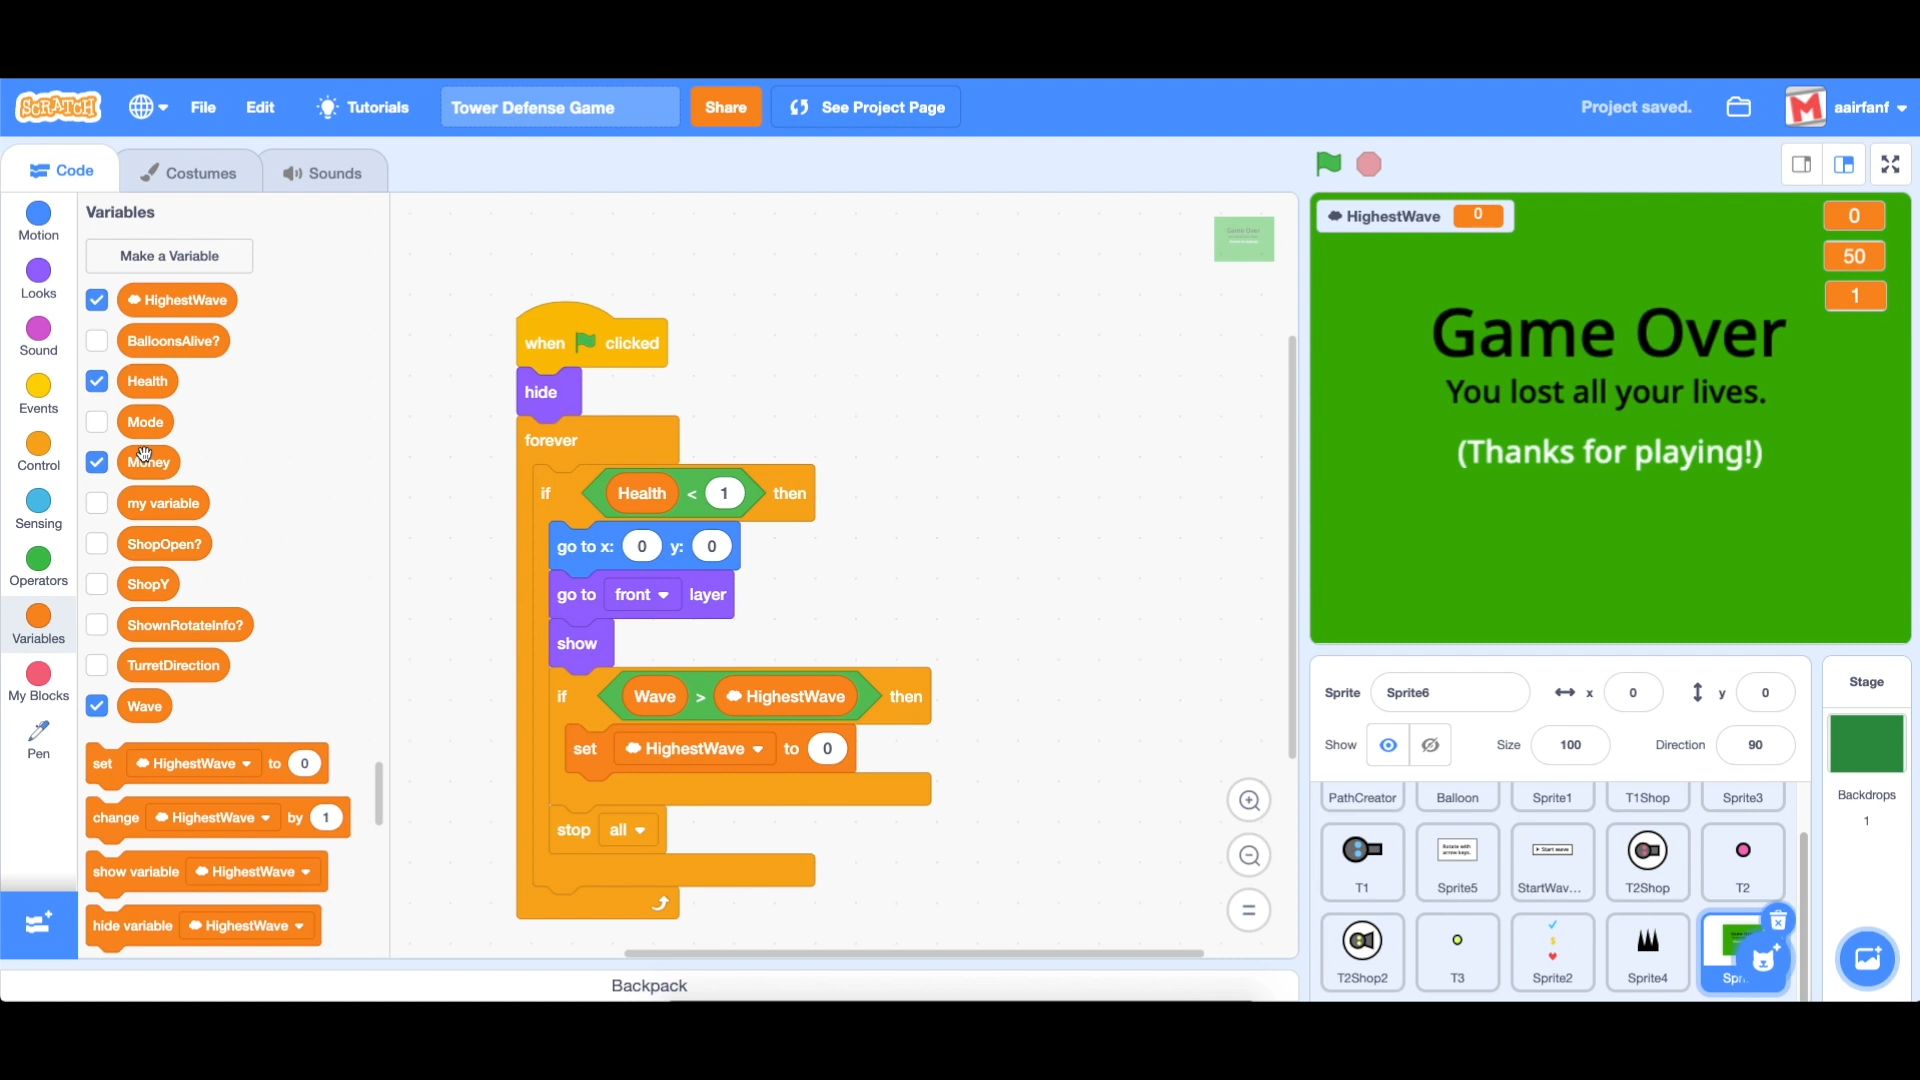 SCRATCH File Edit Tutorials Tower Defense Game Share See Project Page Project saved. aairfanf
Code Costumes Sounds
Motion
Looks
Sound
Events
Control
Sensing
Operators
Variables
My Blocks
Pen
Variables
Make a Variable
HighestWave
BalloonsAlive?
Health
Mode
Money
my variable
ShopOpen?
ShopY
ShownRotateInfo?
TurretDirection
Wave
set HighestWave to 0
change HighestWave by 1
show variable HighestWave
hide variable HighestWave
when clicked
hide
forever
if Health < 1 then
go to x: 0 y: 0
go to front layer
show
if Wave > HighestWave then
set HighestWave to 0
stop all
Backpack
HighestWave 0
0
50
1
Game Over
You lost all your lives.
(Thanks for playing!)
Sprite Sprite6 x 0 y 0
Show Size 100 Direction 90
PathCreator Balloon Sprite1 T1Shop Sprite3
T1 Sprite5 StartWav... T2Shop T2
T2Shop2 T3 Sprite2 Sprite4
Stage
Backdrops
1